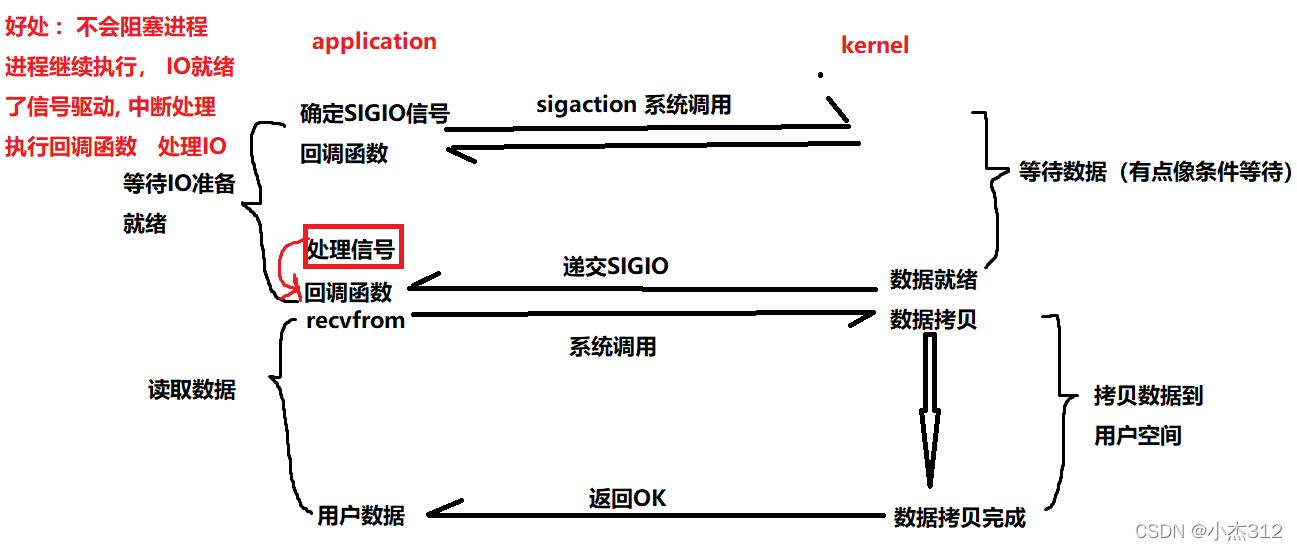 好处： 不会阻塞进程
进程继续执行， IO就绪
了信号驱动, 中断处理
执行回调函数 处理IO
application
kernel
确定SIGIO信号
回调函数
sigaction 系统调用
等待IO准备
就绪
等待数据（有点像条件等待）
处理信号
回调函数
递交SIGIO
数据就绪
recvfrom
系统调用
数据拷贝
读取数据
拷贝数据到
用户空间
用户数据
返回OK
数据拷贝完成
CSDN @小杰312